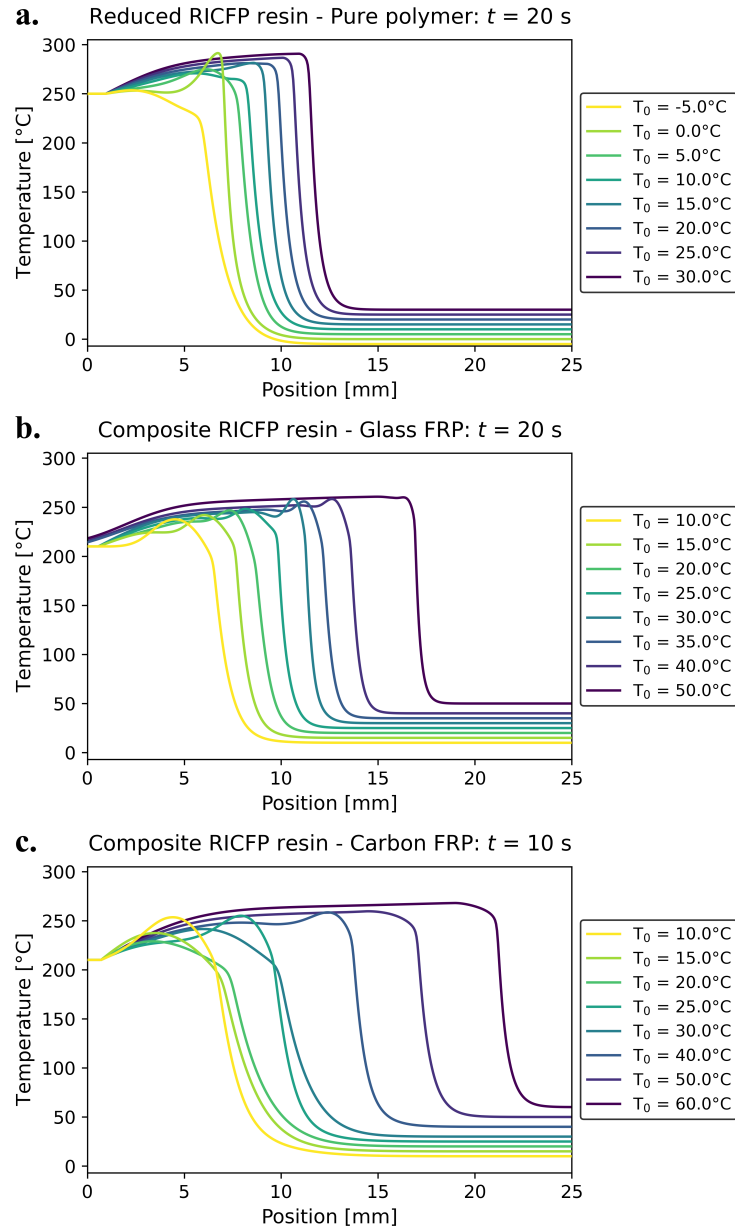 a.
Reduced RICFP resin - Pure polymer: t = 20 s
300
250
200
150
100
50
0
Temperature [°C]
0 5 10 15 20 25
Position [mm]
T₀ = -5.0°C
T₀ = 0.0°C
T₀ = 5.0°C
T₀ = 10.0°C
T₀ = 15.0°C
T₀ = 20.0°C
T₀ = 25.0°C
T₀ = 30.0°C
b.
Composite RICFP resin - Glass FRP: t = 20 s
300
250
200
150
100
50
0
Temperature [°C]
0 5 10 15 20 25
Position [mm]
T₀ = 10.0°C
T₀ = 15.0°C
T₀ = 20.0°C
T₀ = 25.0°C
T₀ = 30.0°C
T₀ = 35.0°C
T₀ = 40.0°C
T₀ = 50.0°C
c.
Composite RICFP resin - Carbon FRP: t = 10 s
300
250
200
150
100
50
0
Temperature [°C]
0 5 10 15 20 25
Position [mm]
T₀ = 10.0°C
T₀ = 15.0°C
T₀ = 20.0°C
T₀ = 25.0°C
T₀ = 30.0°C
T₀ = 40.0°C
T₀ = 50.0°C
T₀ = 60.0°C